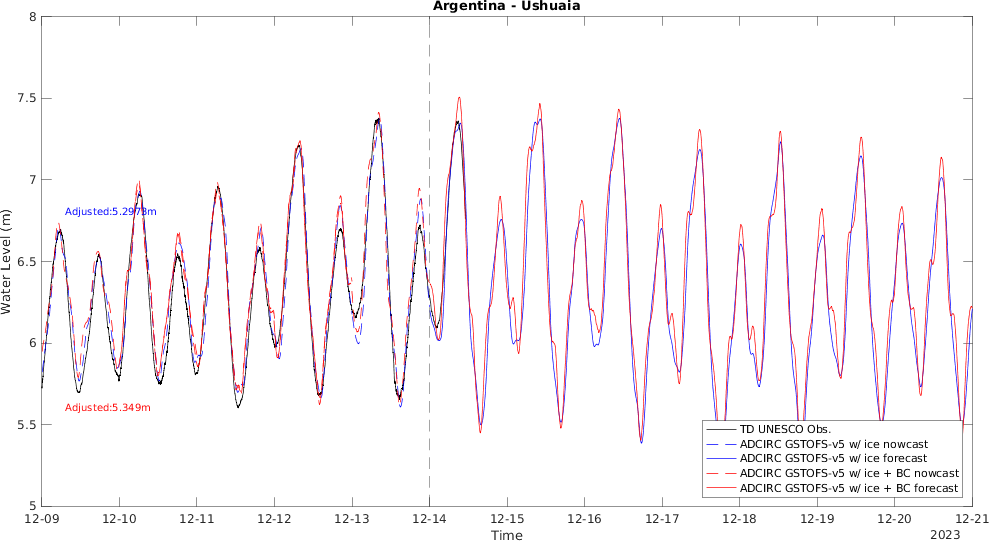 Argentina - Ushuaia
8
7.5
7
6.5
6
5.5
5
Water Level (m)
Adjusted:5.2973m
Adjusted:5.349m
TD UNESCO Obs.
ADCIRC GSTOFS-v5 w/ ice nowcast
ADCIRC GSTOFS-v5 w/ ice forecast
ADCIRC GSTOFS-v5 w/ ice + BC nowcast
ADCIRC GSTOFS-v5 w/ ice + BC forecast
12-09 12-10 12-11 12-12 12-13 12-14 12-15 12-16 12-17 12-18 12-19 12-20 12-21
Time
2023